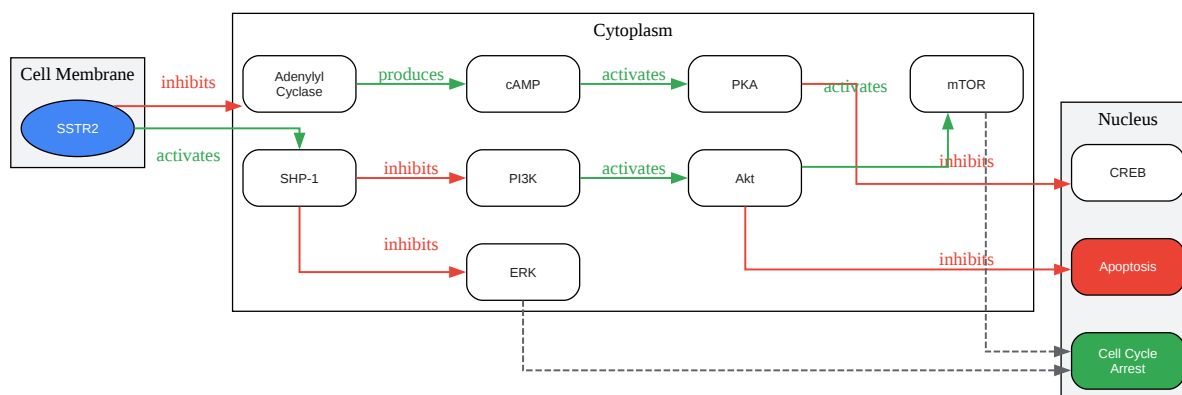 Cytoplasm
Cell Membrane
SSTR2
inhibits
activates
Adenylyl
Cyclase
produces
cAMP
activates
PKA
activates
mTOR
SHP-1
inhibits
PI3K
activates
Akt
inhibits
inhibits
ERK
inhibits
Nucleus
CREB
Apoptosis
Cell Cycle
Arrest